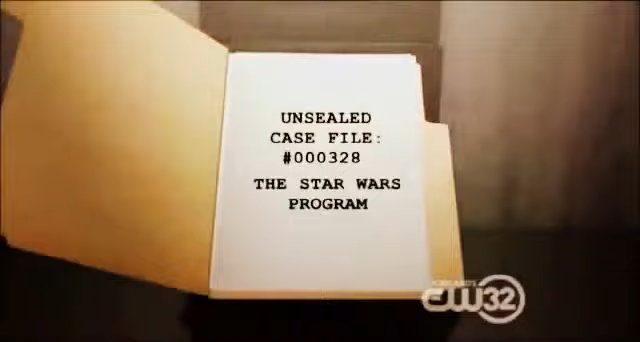 UNSEALED
CASE FILE:
#000328
THE STAR WARS
PROGRAM
CW32